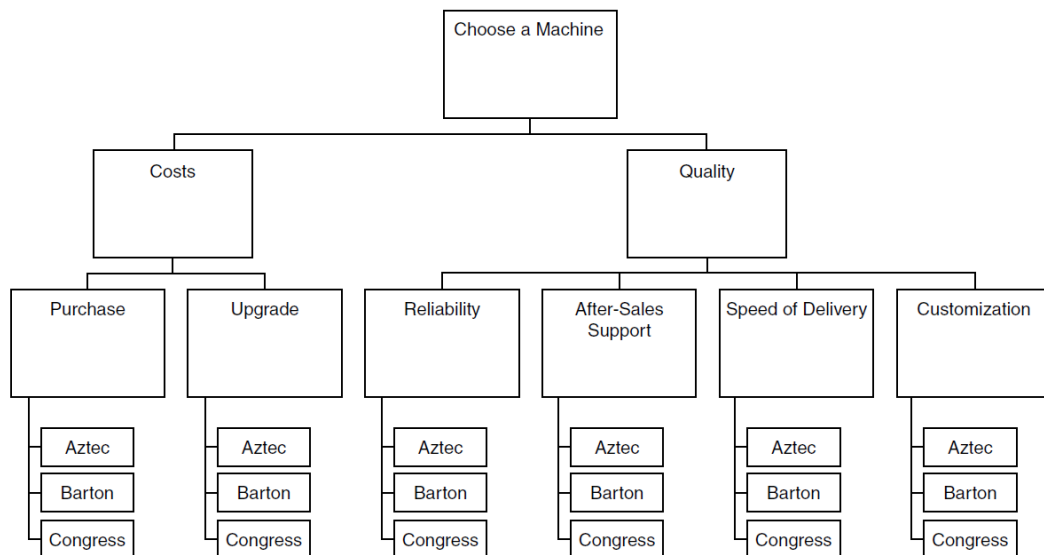 Choose a Machine
Costs
Quality
Purchase
Upgrade
Reliability
After-Sales
Support
Speed of Delivery
Customization
Aztec
Barton
Congress
Aztec
Barton
Congress
Aztec
Barton
Congress
Aztec
Barton
Congress
Aztec
Barton
Congress
Aztec
Barton
Congress